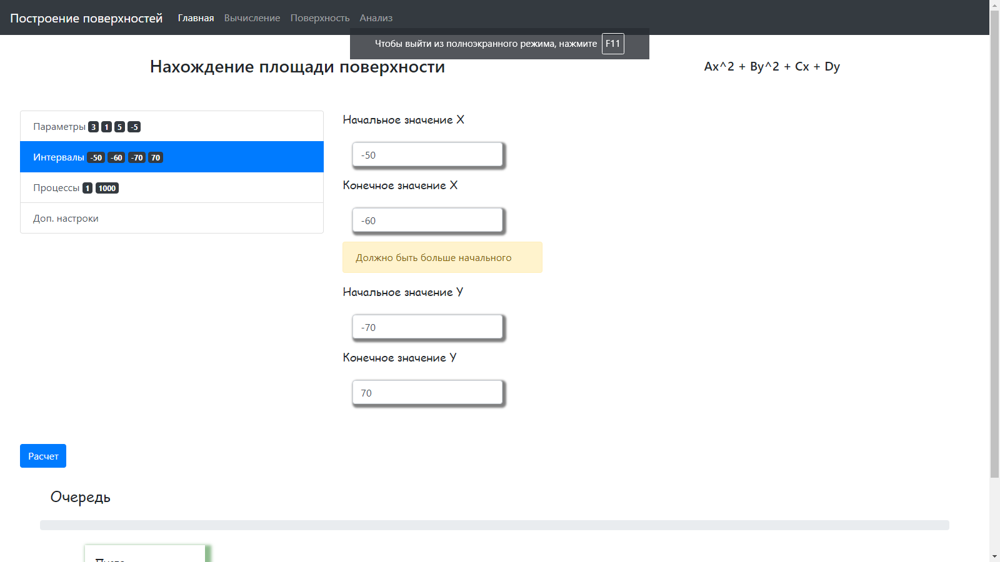 Построение поверхностей Главная Вычисление Поверхность Анализ
Чтобы выйти из полноэкранного режима, нажмите F11
Нахождение площади поверхности
Ax^2 + By^2 + Cx + Dy
Параметры 3 1 5 -5
Интервалы -50 -60 -70 70
Процессы 1 1000
Доп. настроки
Начальное значение X
-50
Конечное значение X
-60
Должно быть больше начального
Начальное значение Y
-70
Конечное значение Y
70
Расчет
Очередь